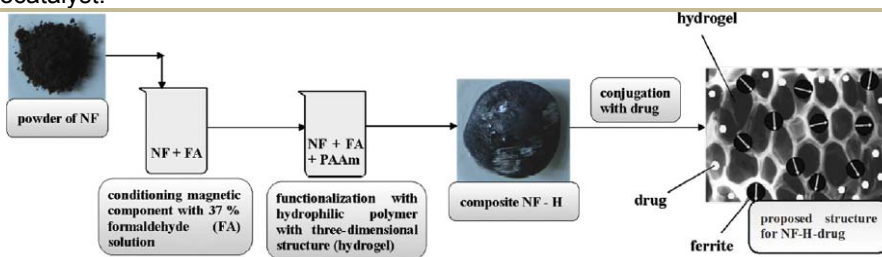 ocatalyst.
powder of NF
NF + FA
conditioning magnetic
component with 37 %
formaldehyde (FA)
solution
NF + FA
+ PAAm
functionalization with
hydrophilic polymer
with three-dimensional
structure (hydrogel)
composite NF - H
conjugation
with drug
hydrogel
drug
ferrite
proposed structure
for NF-H-drug